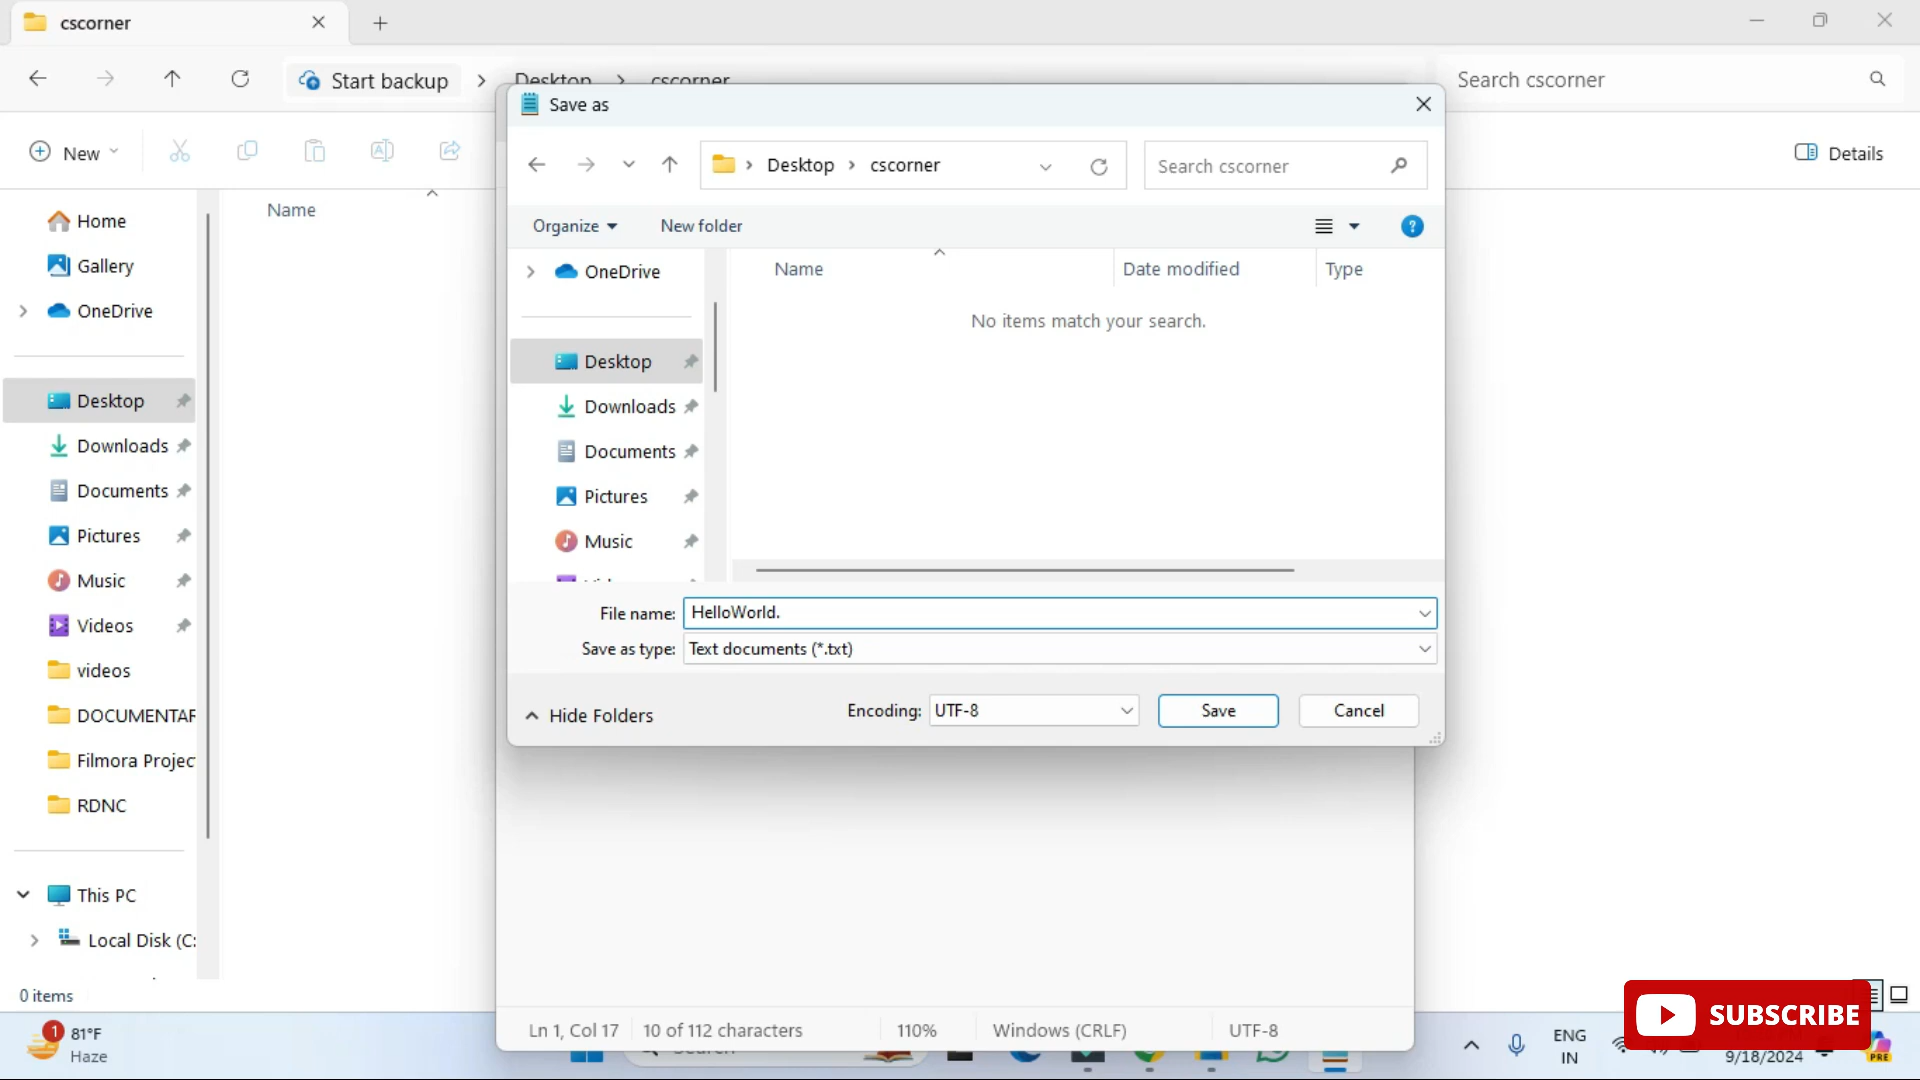 cscorner
Start backup
Desktop
cscorner
Search cscorner
New
Details
Home
Gallery
OneDrive
Desktop
Downloads
Documents
Pictures
Music
Videos
videos
DOCUMENTAR
Filmora Projec
RDNC
This PC
Local Disk (C:
0 items
Name
Save as
Desktop
cscorner
Search cscorner
Organize
New folder
OneDrive
Desktop
Downloads
Documents
Pictures
Music
Name
Date modified
Type
No items match your search.
File name: HelloWorld.
Save as type: Text documents (*.txt)
Hide Folders
Encoding: UTF-8
Save
Cancel
Ln 1, Col 17
10 of 112 characters
110%
Windows (CRLF)
UTF-8
1
81°F
Haze
Search
ENG
IN
9/18/2024
PRE
SUBSCRIBE